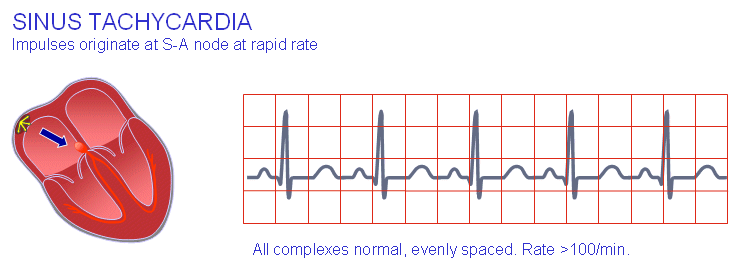 SINUS TACHYCARDIA
Impulses originate at S-A node at rapid rate
All complexes normal, evenly spaced. Rate >100/min.